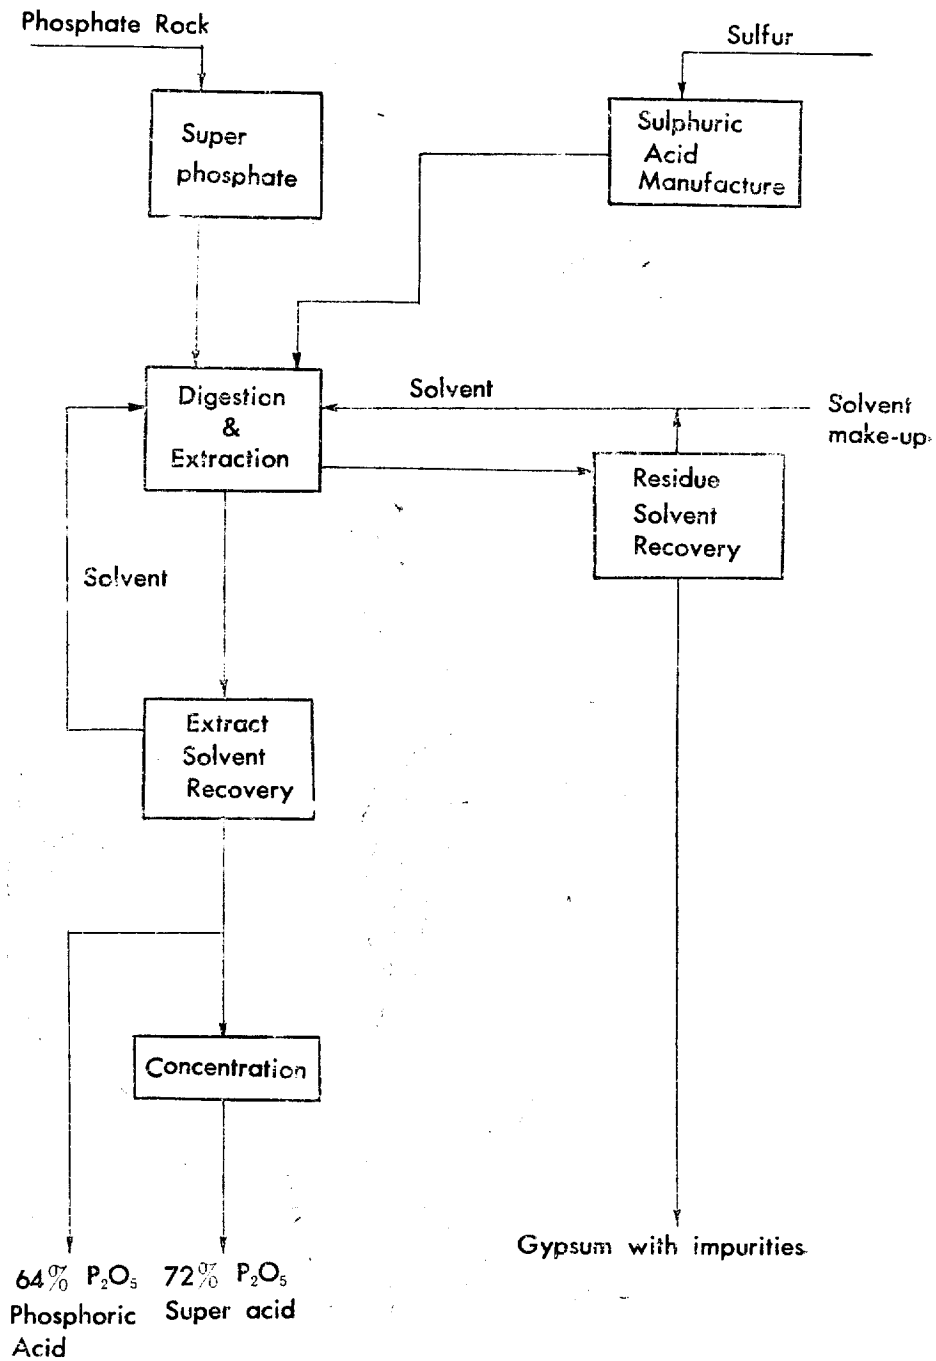 Phosphate Rock
Sulfur
Super
phosphate
Sulphuric
Acid
Manufacture
Digestion
&
Extraction
Solvent
Solvent
make-up
Residue
Solvent
Recovery
Solvent
Extract
Solvent
Recovery
Concentration
Gypsum with impurities
64% P₂O₅
Phosphoric
Acid
72% P₂O₅
Super acid